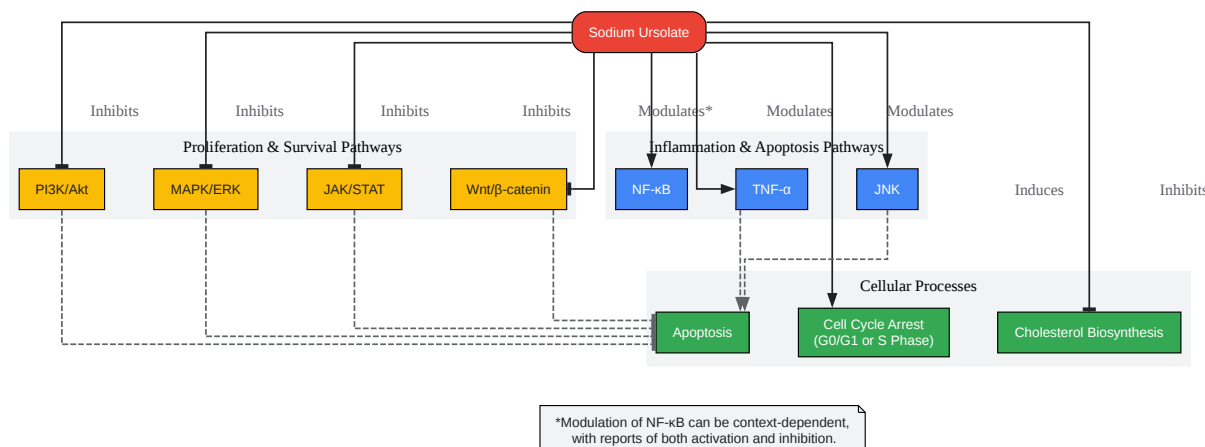 Sodium Ursolate
Inhibits
Inhibits
Inhibits
Inhibits
Modulates*
Modulates
Modulates
Proliferation & Survival Pathways
Inflammation & Apoptosis Pathways
PI3K/Akt
MAPK/ERK
JAK/STAT
Wnt/β-catenin
NF-κB
TNF-α
JNK
Induces
Inhibits
Cellular Processes
Apoptosis
Cell Cycle Arrest
(G0/G1 or S Phase)
Cholesterol Biosynthesis
*Modulation of NF-κB can be context-dependent,
with reports of both activation and inhibition.